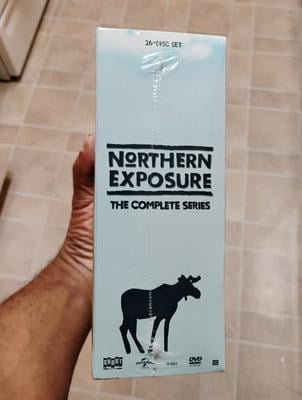 26-DISC SET
NORTHERN
EXPOSURE
THE COMPLETE SERIES
DVD